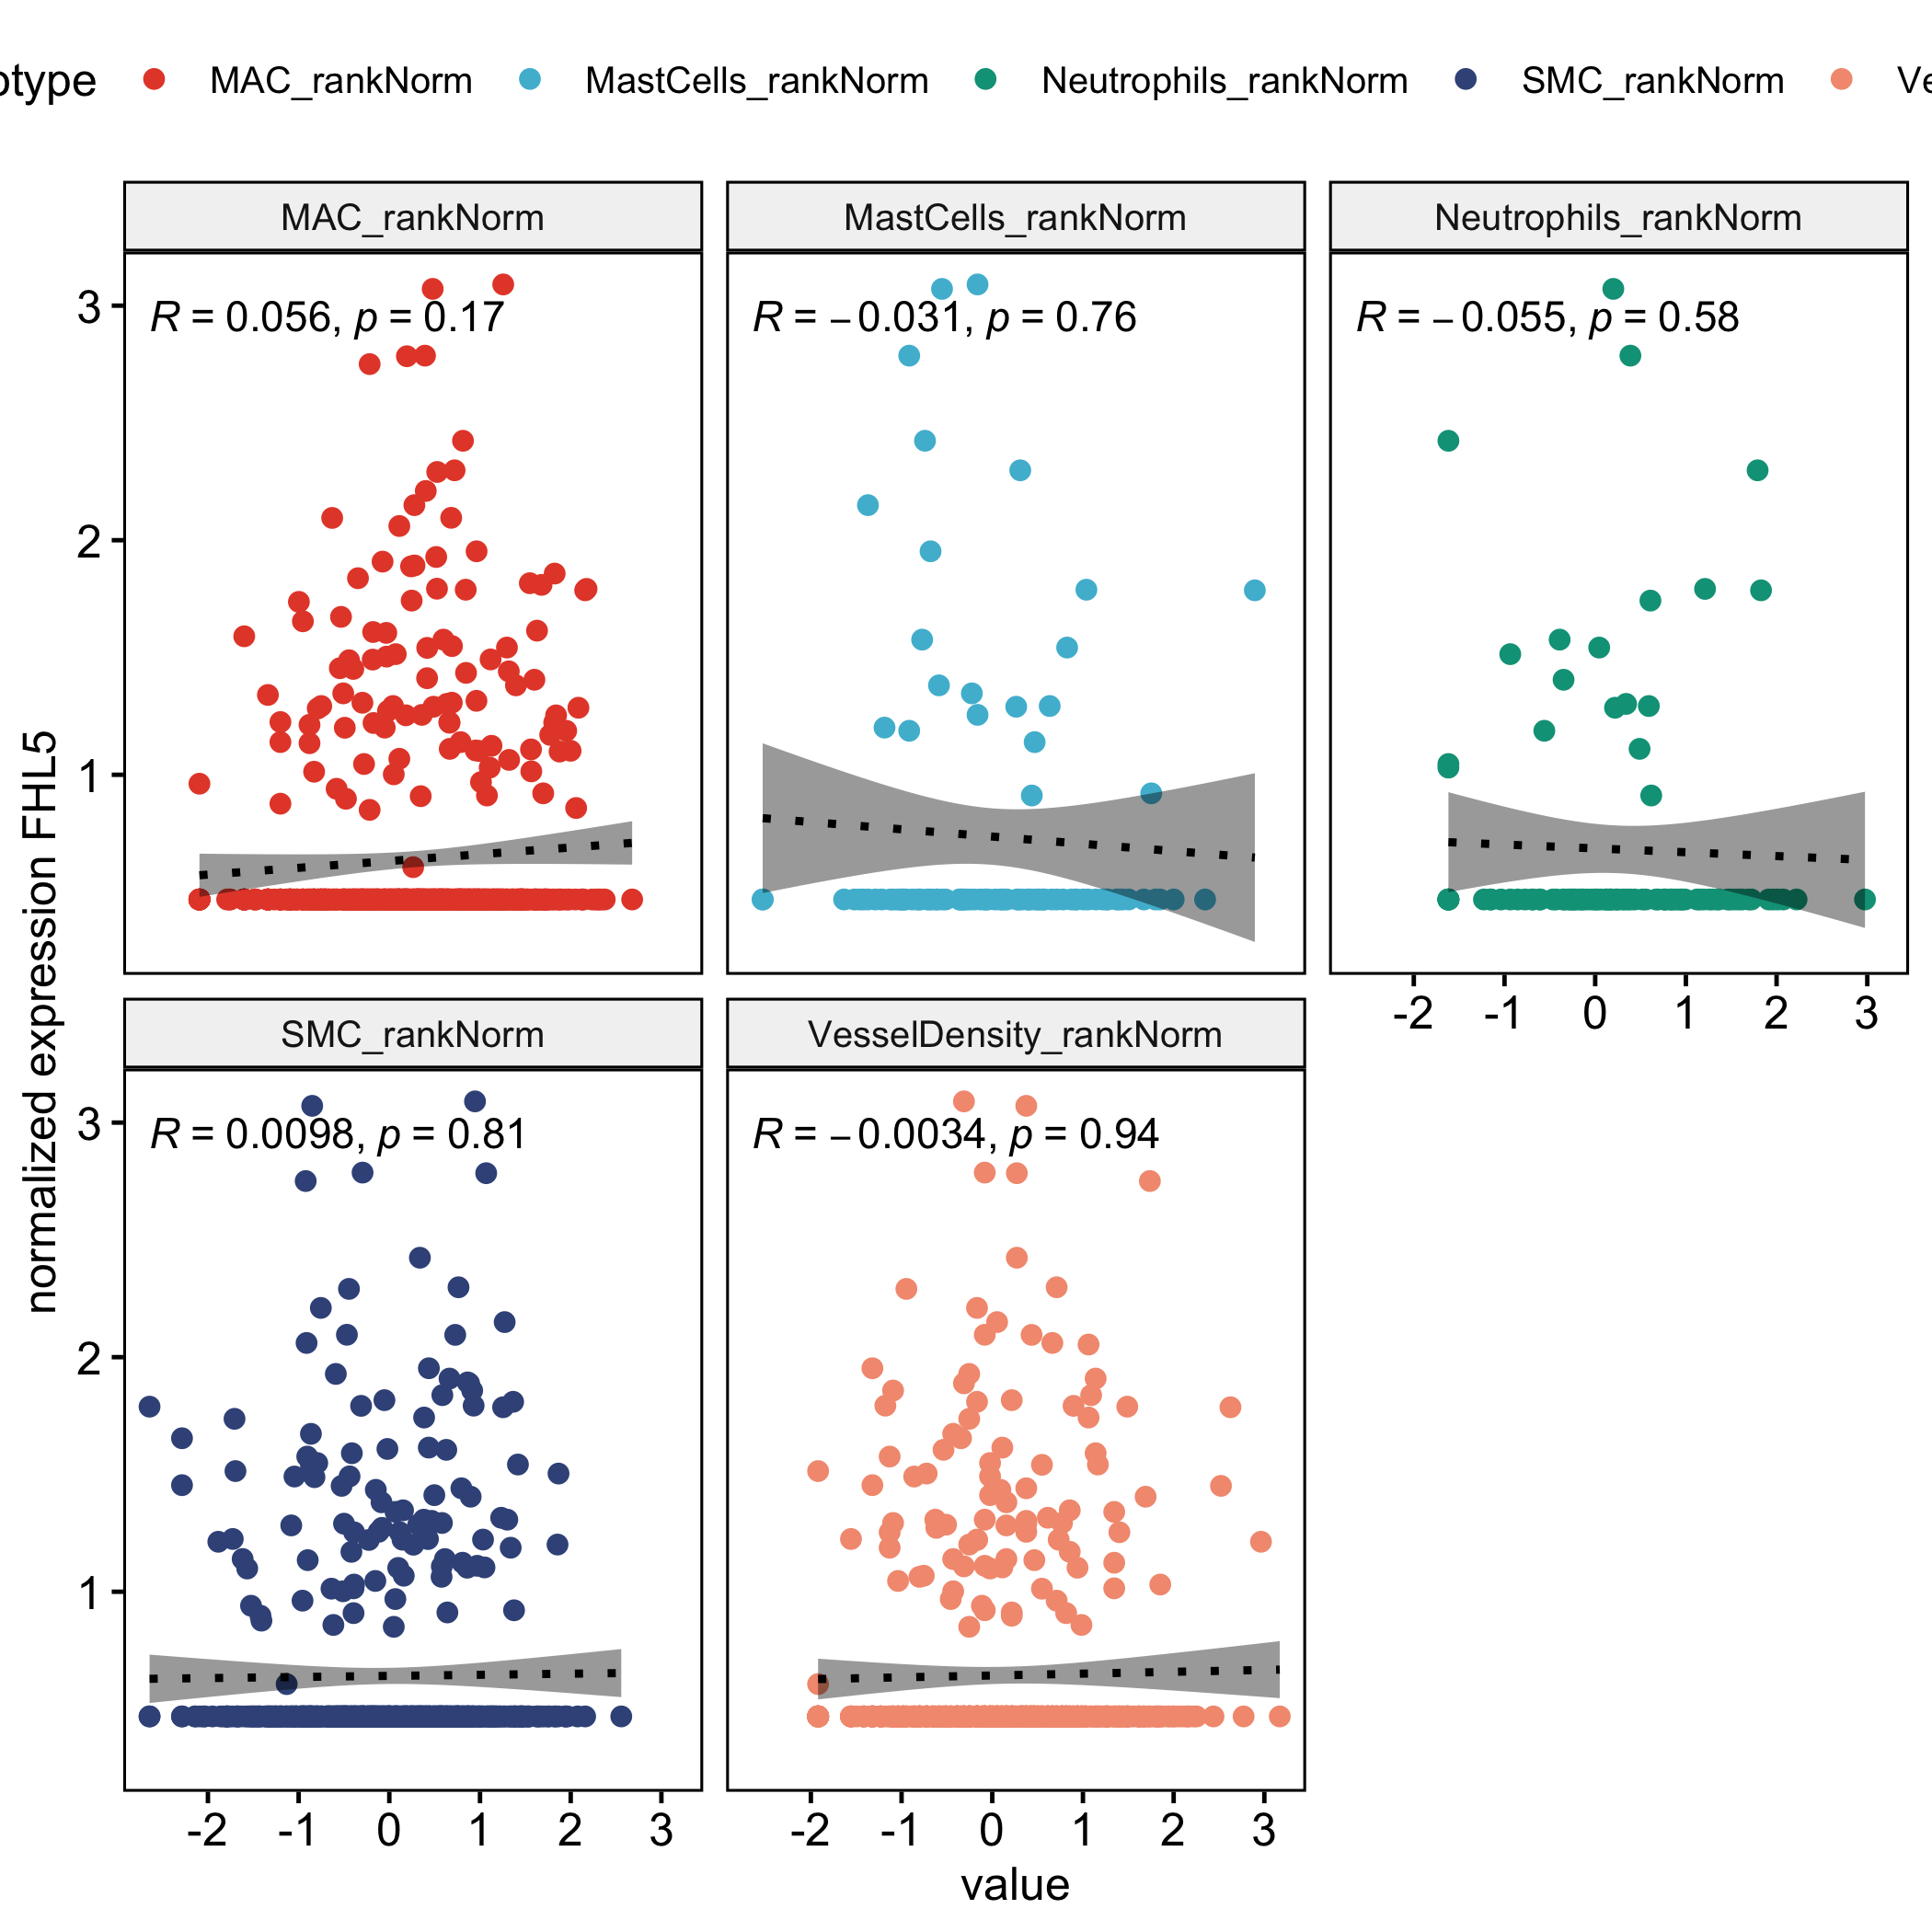 MAC_rankNorm MastCells_rankNorm Neutrophils_rankNorm SMC_rankNorm
MAC_rankNorm MastCells_rankNorm Neutrophils_rankNorm
R = 0.056, p = 0.17 R = −0.031, p = 0.76 R = −0.055, p = 0.58
3
2
1
-2 -1 0 1 2 3
normalized expression FHL5
SMC_rankNorm VesselDensity_rankNorm
R = 0.0098, p = 0.81 R = −0.0034, p = 0.94
3
2
1
-2 -1 0 1 2 3 -2 -1 0 1 2 3
value